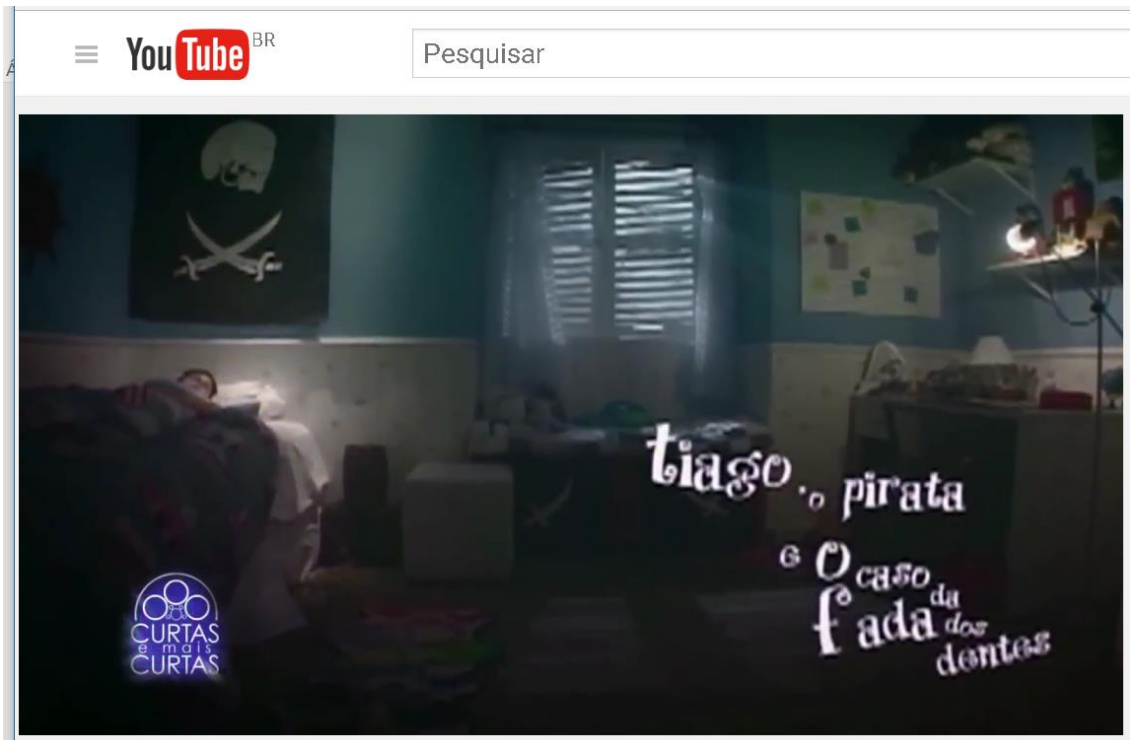 YouTube BR
Pesquisar
Á
tiago, o pirata
e O caso
da
fada dos
dentes
CURTAS
e mais
CURTAS